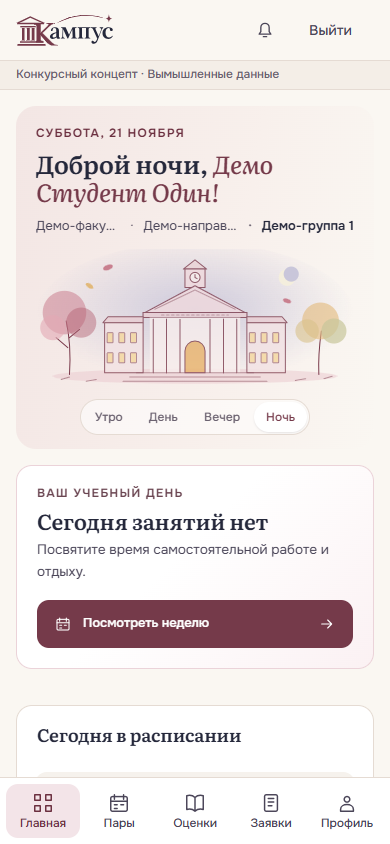 Кампус
Выйти
Конкурсный концепт · Вымышленные данные
СУББОТА, 21 НОЯБРЯ
Доброй ночи, Демо
Студент Один!
Демо-факу... · Демо-направ... · Демо-группа 1
Утро День Вечер Ночь
ВАШ УЧЕБНЫЙ ДЕНЬ
Сегодня занятий нет
Посвятите время самостоятельной работе и
отдыху.
Посмотреть неделю
Сегодня в расписании
Главная Пары Оценки Заявки Профиль